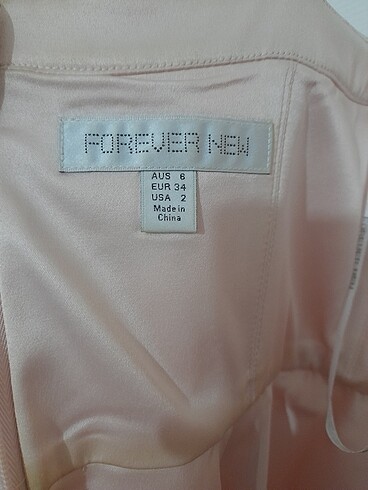 FOREVER NEW
AUS 6
EUR 34
USA 2
Made in
China